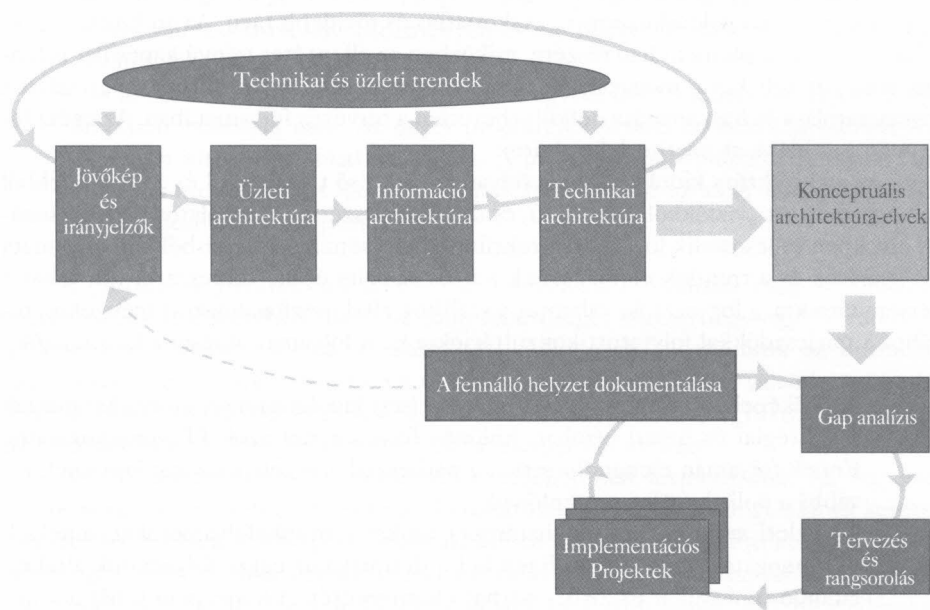 Technikai és üzleti trendek
Jövőkép
és
irányjelzők
Üzleti
architektúra
Információ
architektúra
Technikai
architektúra
Konceptuális
architektúra-elvek
A fennálló helyzet dokumentálása
Gap analízis
Implementációs
Projektek
Tervezés
és
rangsorolás